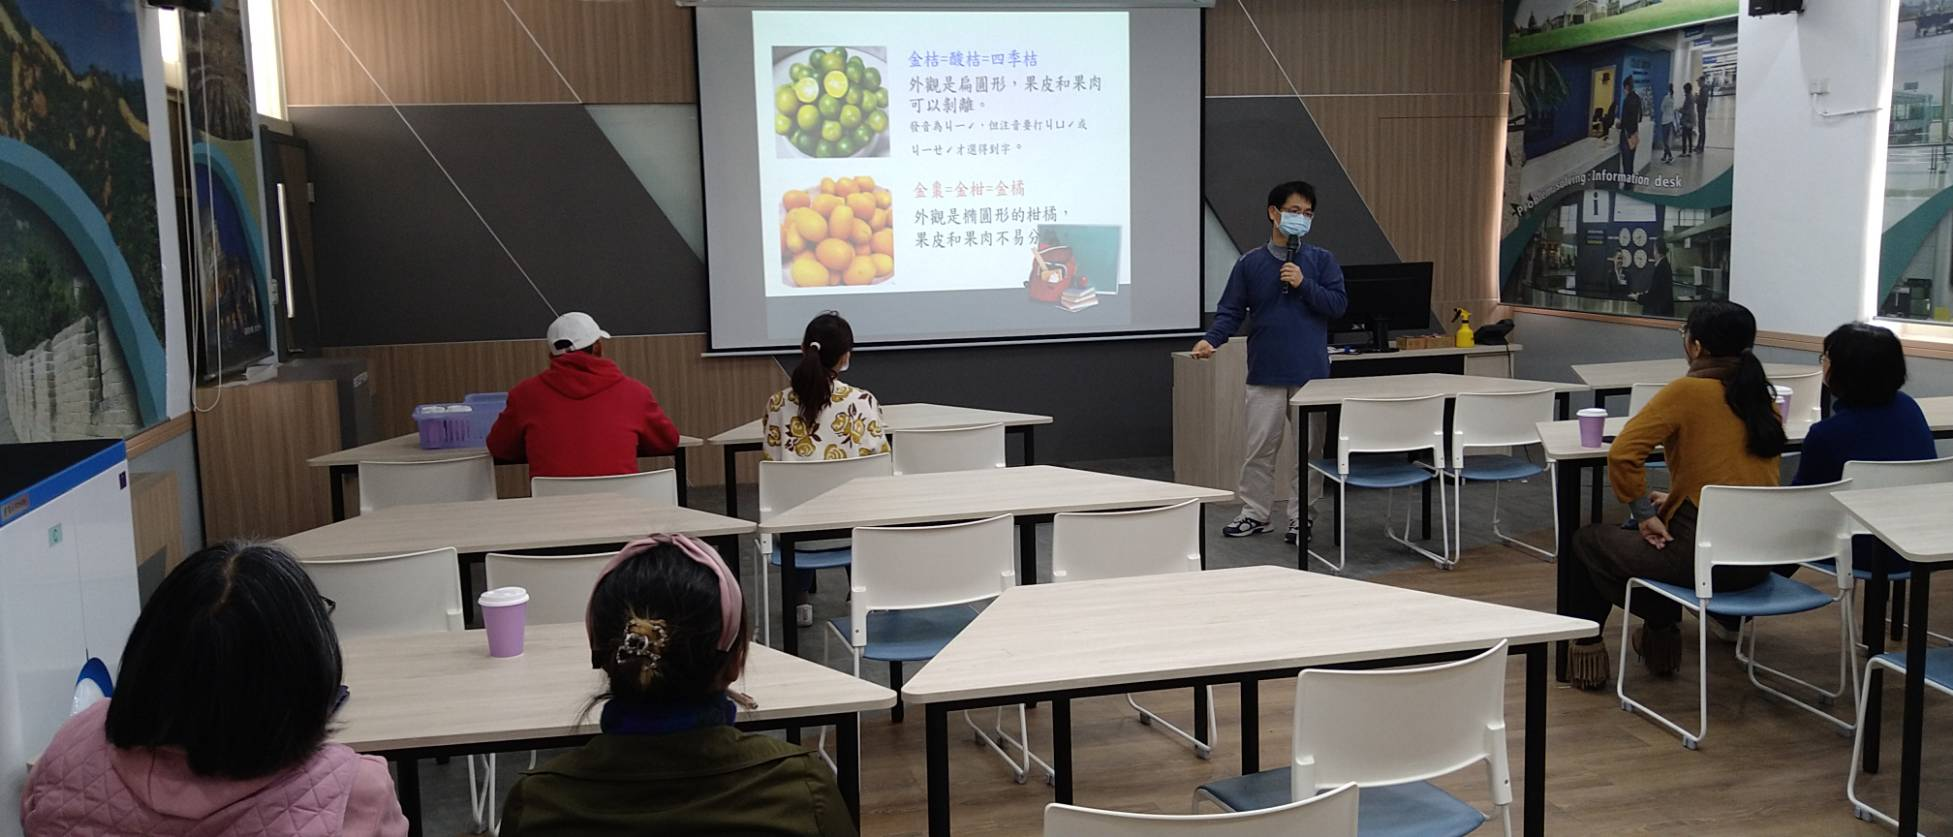 金桔=酸桔=四季桔
外觀是扁圓形，果皮和果肉
可以剝離。
發音為ㄐㄧˊ，但注音要打ㄐㄩˊ或
ㄐㄧㄝˊ才選得到字。
金棗=金柑=金橘
外觀是橢圓形的柑橘，
果皮和果肉不易分
Problem solving: Information desk
i